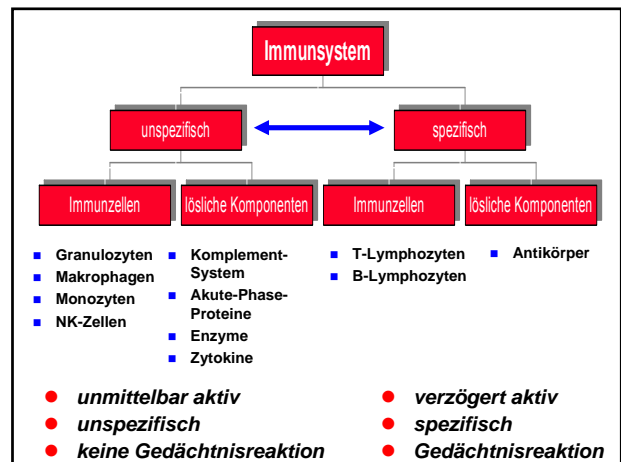 Immunsystem
unspezifisch
spezifisch
Immunzellen
lösliche Komponenten
Immunzellen
lösliche Komponenten
Granulozyten
Makrophagen
Monozyten
NK-Zellen
Komplement-
System
Akute-Phase-
Proteine
Enzyme
Zytokine
T-Lymphozyten
B-Lymphozyten
Antikörper
unmittelbar aktiv
unspezifisch
keine Gedächtnisreaktion
verzögert aktiv
spezifisch
Gedächtnisreaktion